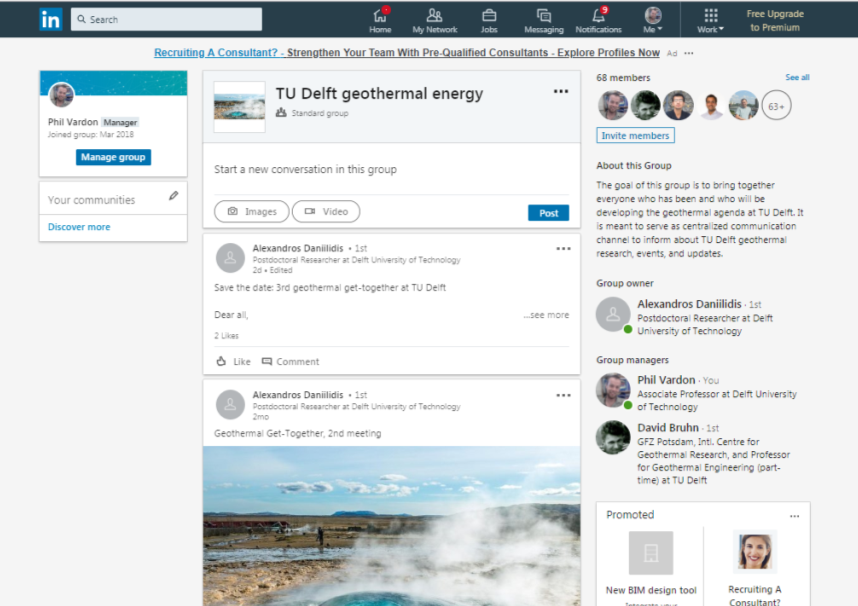 in
Search
Home
My Network
Jobs
Messaging
9
Notifications
Me
Work
Free Upgrade
to Premium
Recruiting A Consultant? - Strengthen Your Team With Pre-Qualified Consultants - Explore Profiles Now Ad ...
Phil Vardon Manager
Joined group: Mar 2018
Manage group
Your communities
Discover more
TU Delft geothermal energy
Standard group
Start a new conversation in this group
Images
Video
Post
Alexandros Daniilidis • 1st
Postdoctoral Researcher at Delft University of Technology
2d • Edited
Save the date: 3rd geothermal get-together at TU Delft
Dear all,
...see more
2 Likes
Like
Comment
Alexandros Daniilidis • 1st
Postdoctoral Researcher at Delft University of Technology
2mo
Geothermal Get-Together, 2nd meeting
68 members
See all
63+
Invite members
About this Group
The goal of this group is to bring together
everyone who has been and who will be
developing the geothermal agenda at TU Delft. It
is meant to serve as centralized communication
channel to inform about TU Delft geothermal
research, events, and updates.
Group owner
Alexandros Daniilidis · 1st
Postdoctoral Researcher at Delft
University of Technology
Group managers
Phil Vardon · You
Associate Professor at Delft University
of Technology
David Bruhn · 1st
GFZ Potsdam, Intl. Centre for
Geothermal Research, and Professor
for Geothermal Engineering (part-
time) at TU Delft
Promoted
New BIM design tool
Integrate your
Recruiting A
Consultant?